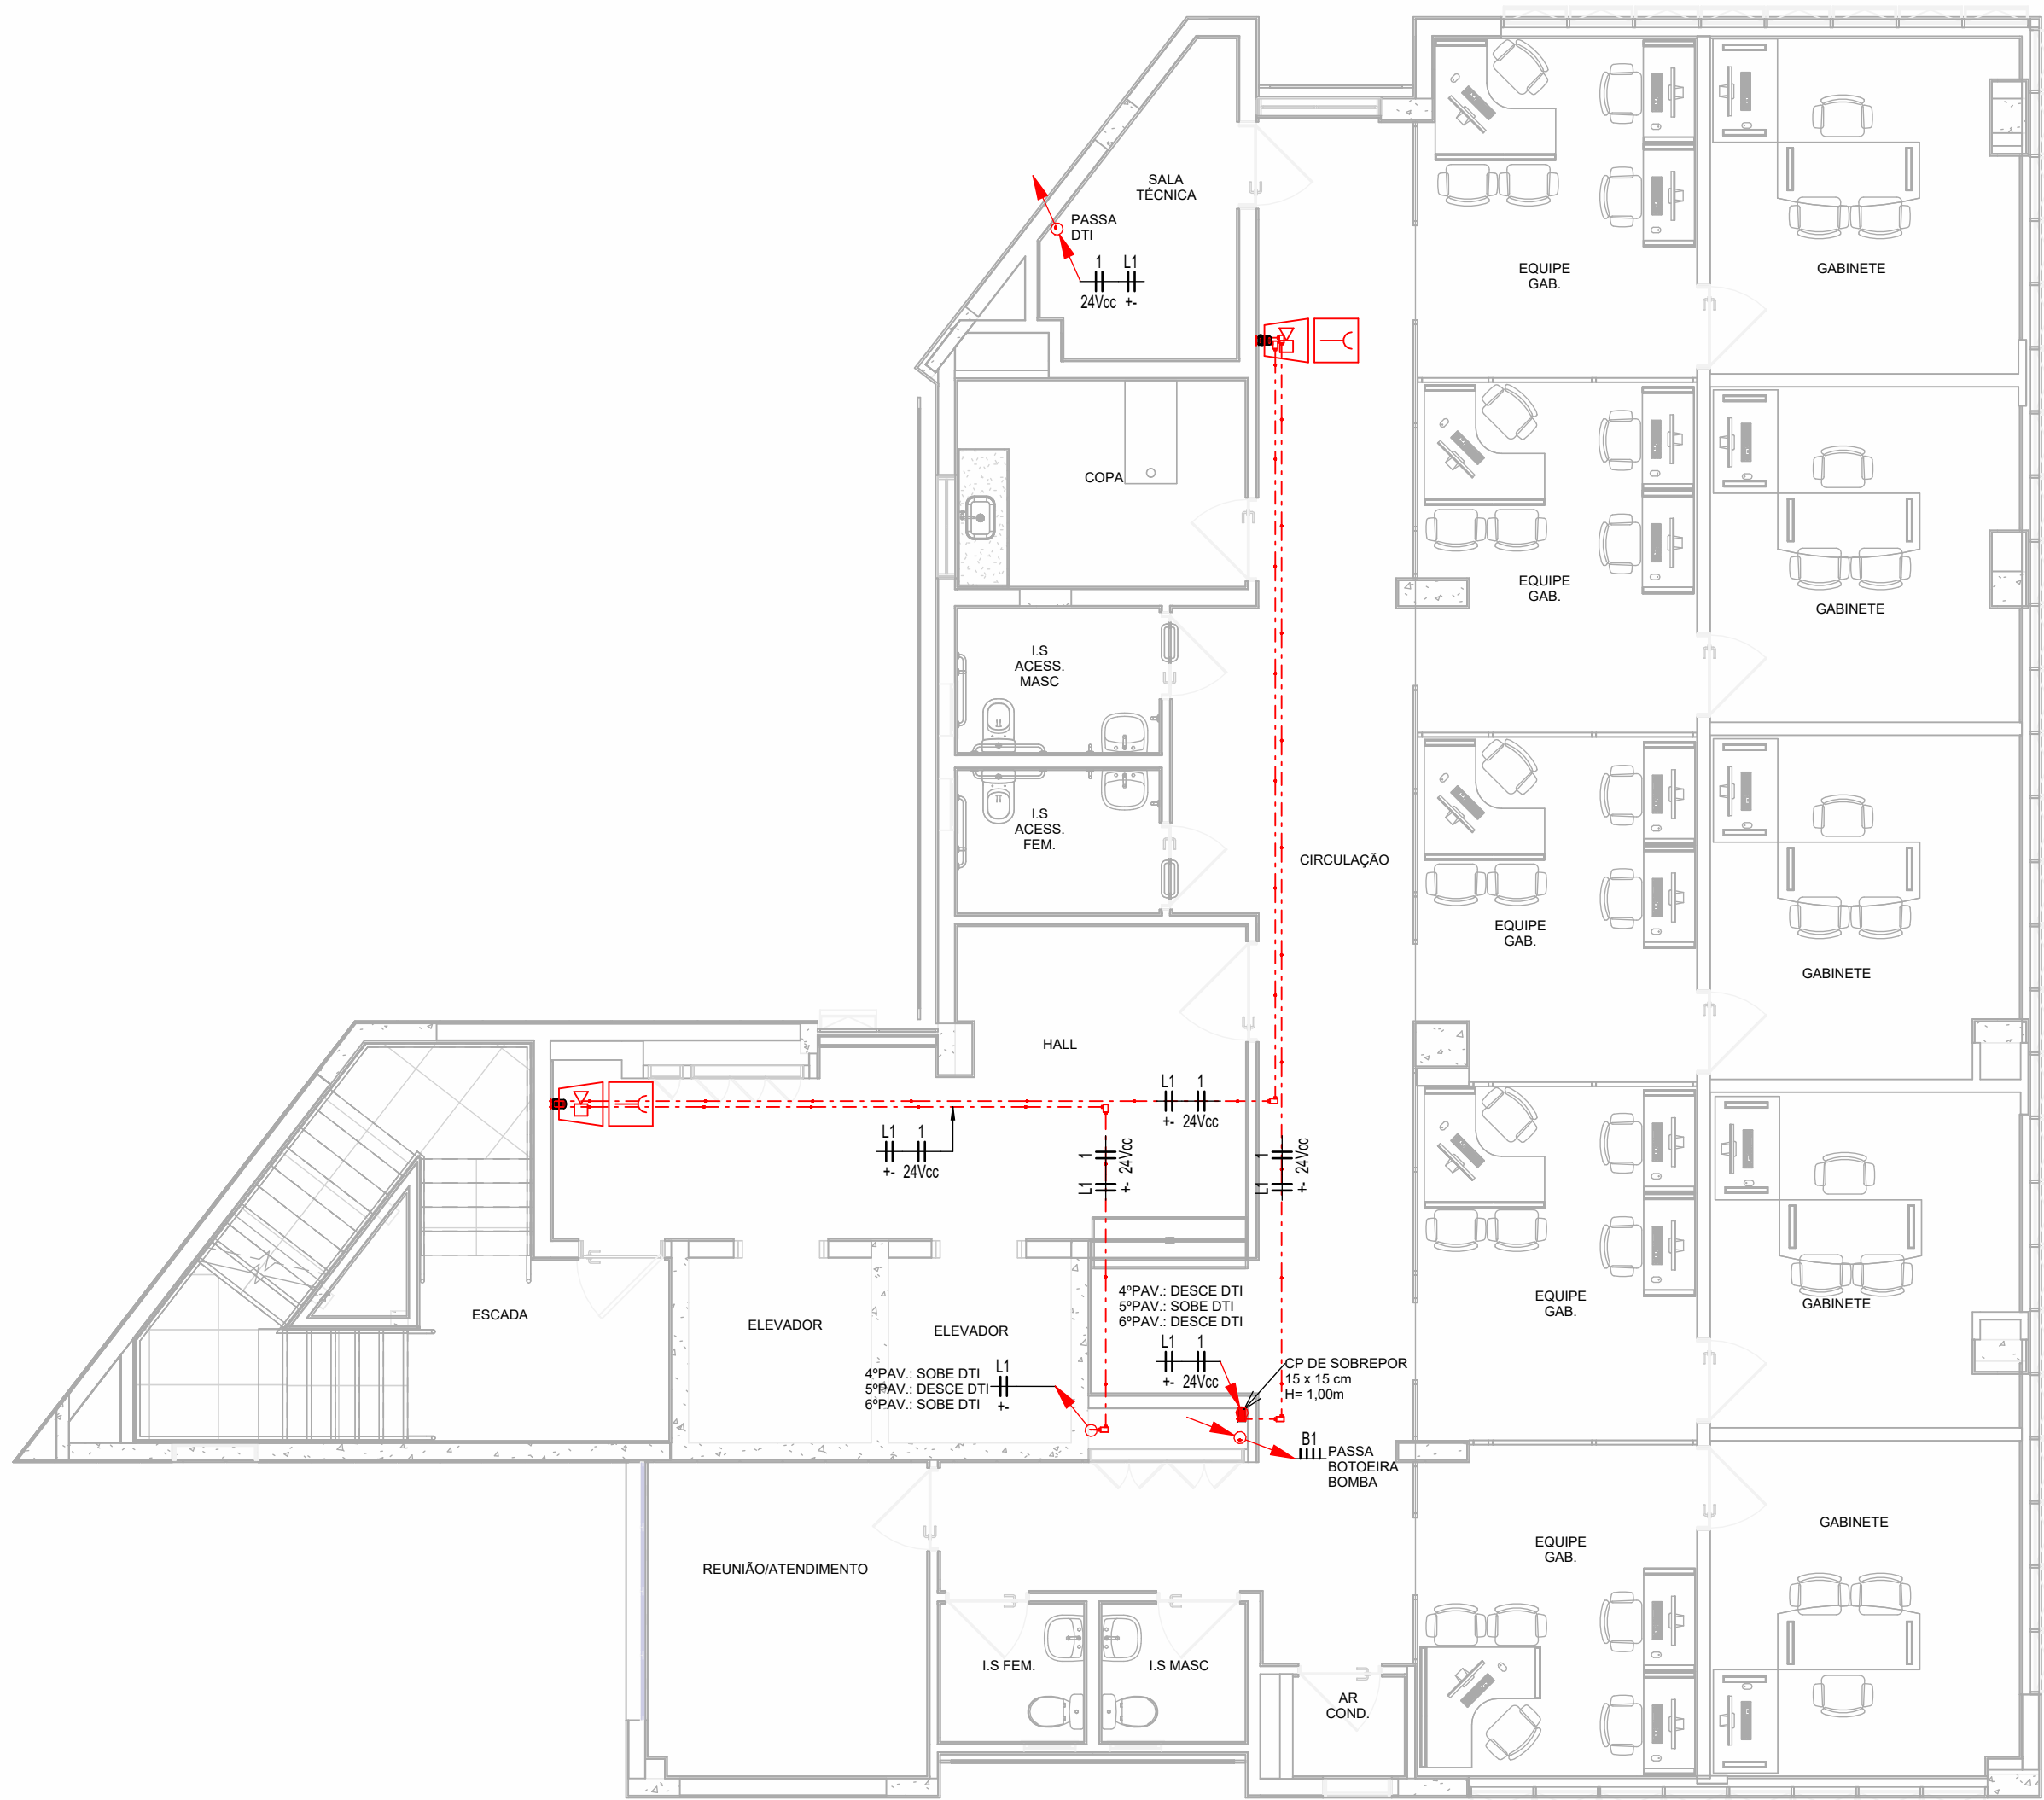 SALA
TÉCNICA
PASSA
DTI
1 L1
24Vcc +-
EQUIPE
GAB.
GABINETE
COPA
EQUIPE
GAB.
GABINETE
I.S
ACESS.
MASC
I.S
ACESS.
FEM.
CIRCULAÇÃO
EQUIPE
GAB.
GABINETE
HALL
L1 1
+- 24Vcc
L1 1
+- 24Vcc
L1 1
+- 24Vcc
L1 1
+- 24Vcc
ESCADA
ELEVADOR
ELEVADOR
4ºPAV.: DESCE DTI
5ºPAV.: SOBE DTI
6ºPAV.: DESCE DTI
L1 1
+- 24Vcc
CP DE SOBREPOR
15 x 15 cm
H= 1,00m
4ºPAV.: SOBE DTI
5ºPAV.: DESCE DTI
6ºPAV.: SOBE DTI
L1
+-
EQUIPE
GAB.
GABINETE
B1
PASSA
BOTOEIRA
BOMBA
REUNIÃO/ATENDIMENTO
EQUIPE
GAB.
GABINETE
I.S FEM.
I.S MASC
AR
COND.